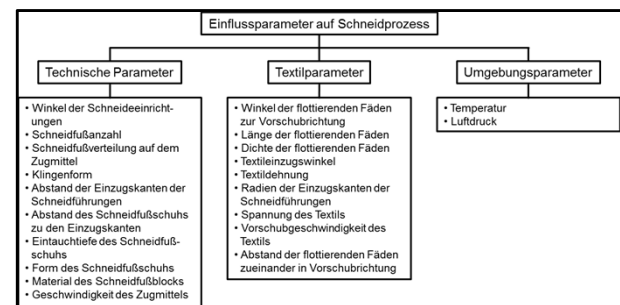 Einflussparameter auf Schneidprozess
Technische Parameter
• Winkel der Schneideeinricht-
ungen
• Schneidfußanzahl
• Schneidfußverteilung auf dem
Zugmittel
• Klingenform
• Abstand der Einzugskanten der
Schneidführungen
• Abstand des Schneidfußschuhs
zu den Einzugskanten
• Eintauchtiefe des Schneidfuß-
schuhs
• Form des Schneidfußschuhs
• Material des Schneidfußblocks
• Geschwindigkeit des Zugmittels
Textilparameter
• Winkel der flottierenden Fäden
zur Vorschubrichtung
• Länge der flottierenden Fäden
• Dichte der flottierenden Fäden
• Textileinzugswinkel
• Textildehnung
• Radien der Einzugskanten der
Schneidführungen
• Spannung des Textils
• Vorschubgeschwindigkeit des
Textils
• Abstand der flottierenden Fäden
zueinander in Vorschubrichtung
Umgebungsparameter
• Temperatur
• Luftdruck